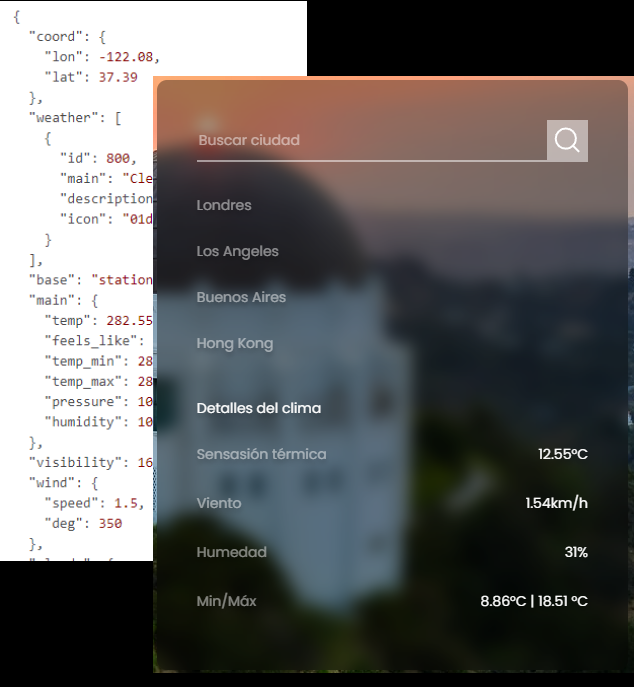 {
"coord": {
"lon": -122.08,
"lat": 37.39
},
"weather": [
{
"id": 800,
"main": "Cle
"description
"icon": "01d
}
],
"base": "station
"main": {
"temp": 282.55
"feels_like":
"temp_min": 28
"temp_max": 28
"pressure": 10
"humidity": 10
},
"visibility": 16
"wind": {
"speed": 1.5,
"deg": 350
},
Buscar ciudad
Londres
Los Angeles
Buenos Aires
Hong Kong
Detalles del clima
Sensasión térmica 12.55°C
Viento 1.54km/h
Humedad 31%
Min/Máx 8.86°C | 18.51 °C